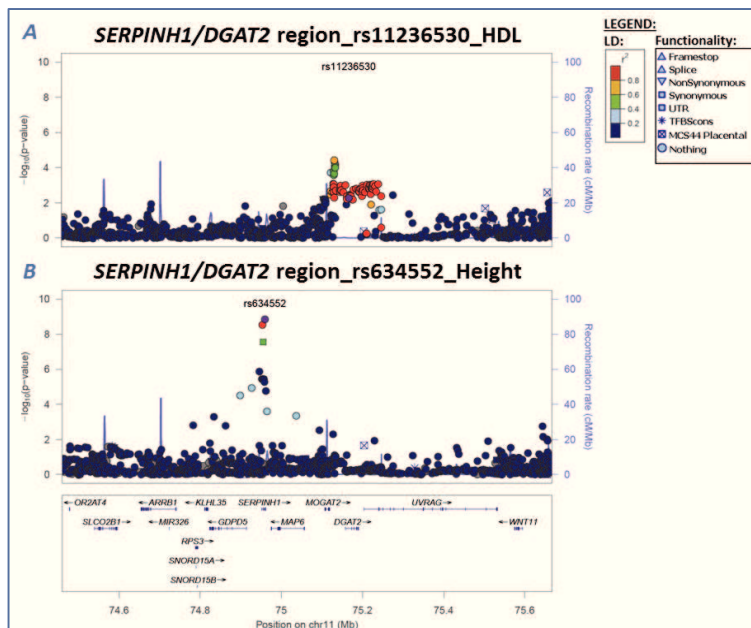 A SERPINH1/DGAT2 region_rs11236530_HDL
LEGEND:
LD:
r²
0.8
0.6
0.4
0.2
Functionality:
Framestop
Splice
NonSynonymous
Synonymous
UTR
TFBScons
MCS44 Placental
Nothing
rs11236530
−log10(p−value)
10
8
6
4
2
0
Recombination rate (cM/Mb)
100
80
60
40
20
0
B SERPINH1/DGAT2 region_rs634552_Height
rs634552
−log10(p−value)
10
8
6
4
2
0
Recombination rate (cM/Mb)
100
80
60
40
20
0
←OR2AT4 ←ARRB1 ←KLHL35 SERPINH1→ MOGAT2→ UVRAG→
SLCO2B1→ ←MIR326 ←GDPD5 ←MAP6 DGAT2→ ←WNT11
RPS3→
SNORD15A→
SNORD15B→
74.6 74.8 75 75.2 75.4 75.6
Position on chr11 (Mb)